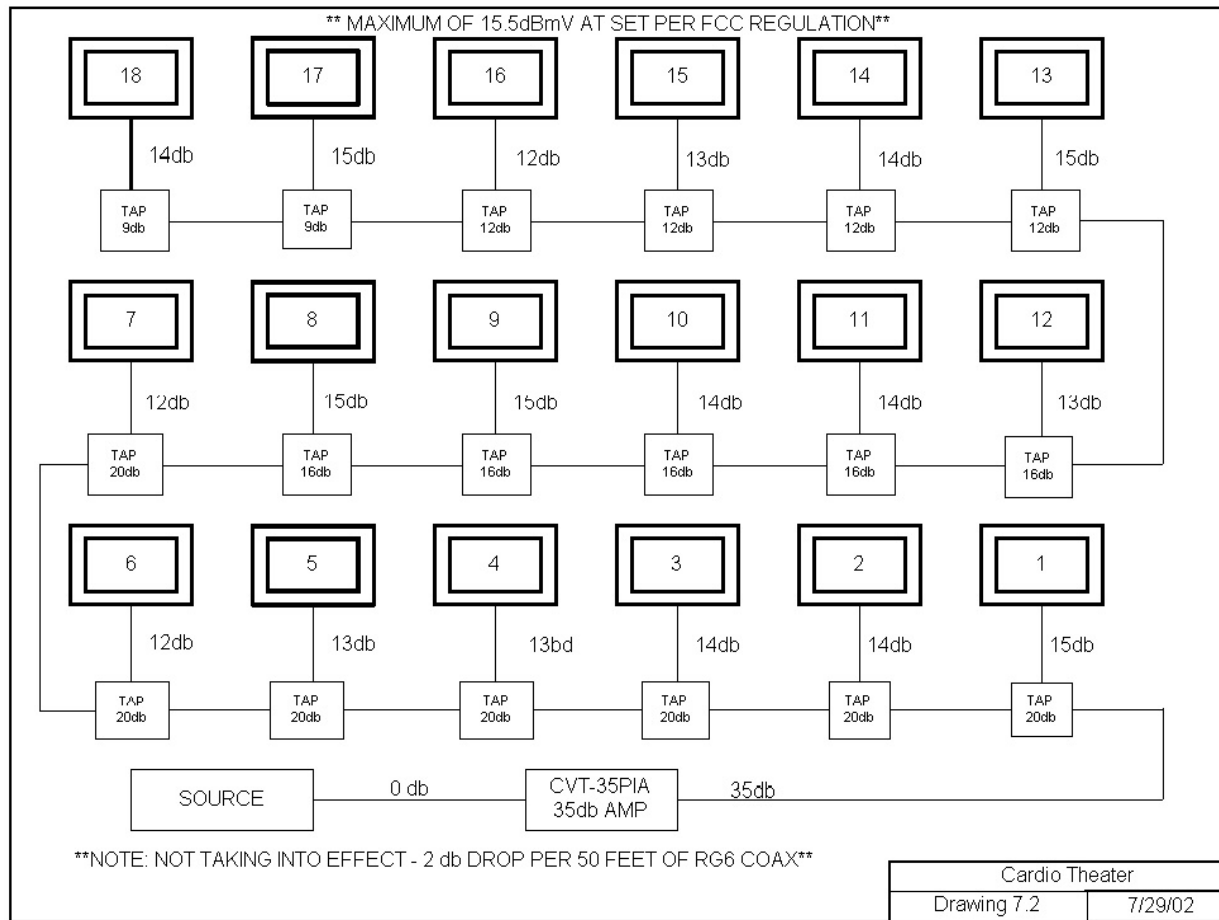 ** MAXIMUM OF 15.5dBmV AT SET PER FCC REGULATION**
18 17 16 15 14 13
14db 15db 12db 13db 14db 15db
TAP TAP TAP TAP TAP TAP
9db 9db 12db 12db 12db 12db
7 8 9 10 11 12
12db 15db 15db 14db 14db 13db
TAP TAP TAP TAP TAP TAP
20db 16db 16db 16db 16db 16db
6 5 4 3 2 1
12db 13db 13bd 14db 14db 15db
TAP TAP TAP TAP TAP TAP
20db 20db 20db 20db 20db 20db
SOURCE
0 db
CVT-35PIA
35db AMP
35db
**NOTE: NOT TAKING INTO EFFECT - 2 db DROP PER 50 FEET OF RG6 COAX**
Cardio Theater
Drawing 7.2
7/29/02